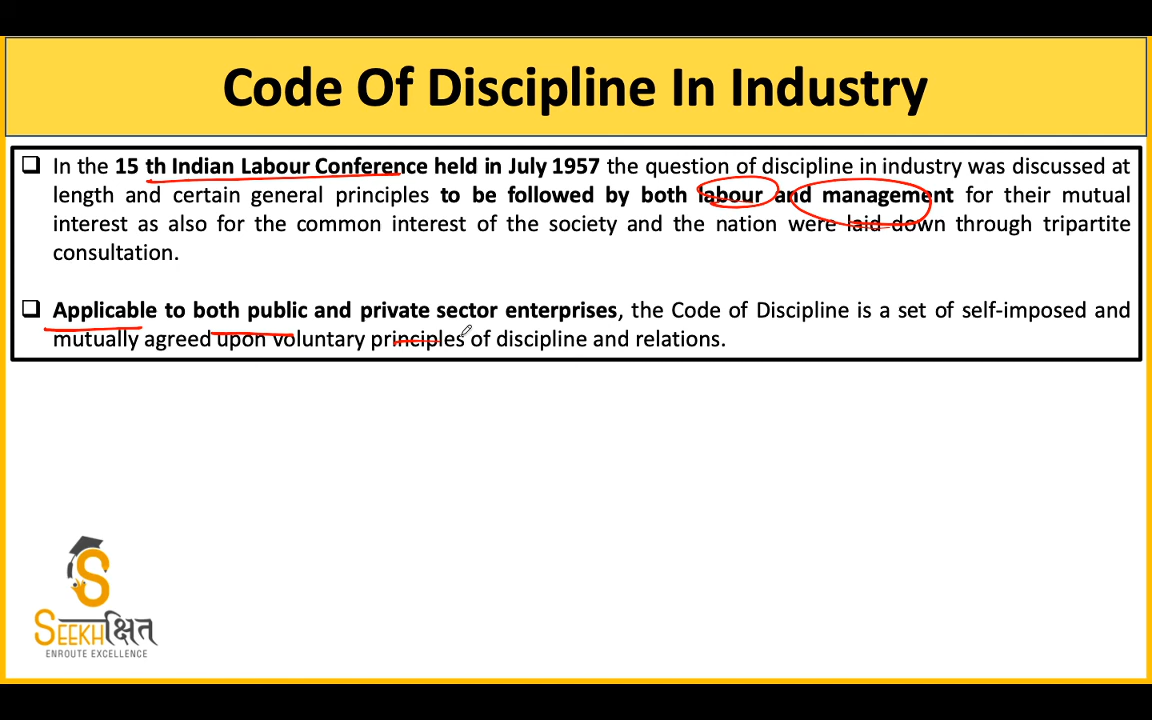 Code Of Discipline In Industry
❑ In the 15 th Indian Labour Conference held in July 1957 the question of discipline in industry was discussed at
length and certain general principles to be followed by both labour and management for their mutual
interest as also for the common interest of the society and the nation were laid down through tripartite
consultation.
❑ Applicable to both public and private sector enterprises, the Code of Discipline is a set of self-imposed and
mutually agreed upon voluntary principles of discipline and relations.
S
SEEKHक्षित
ENROUTE EXCELLENCE